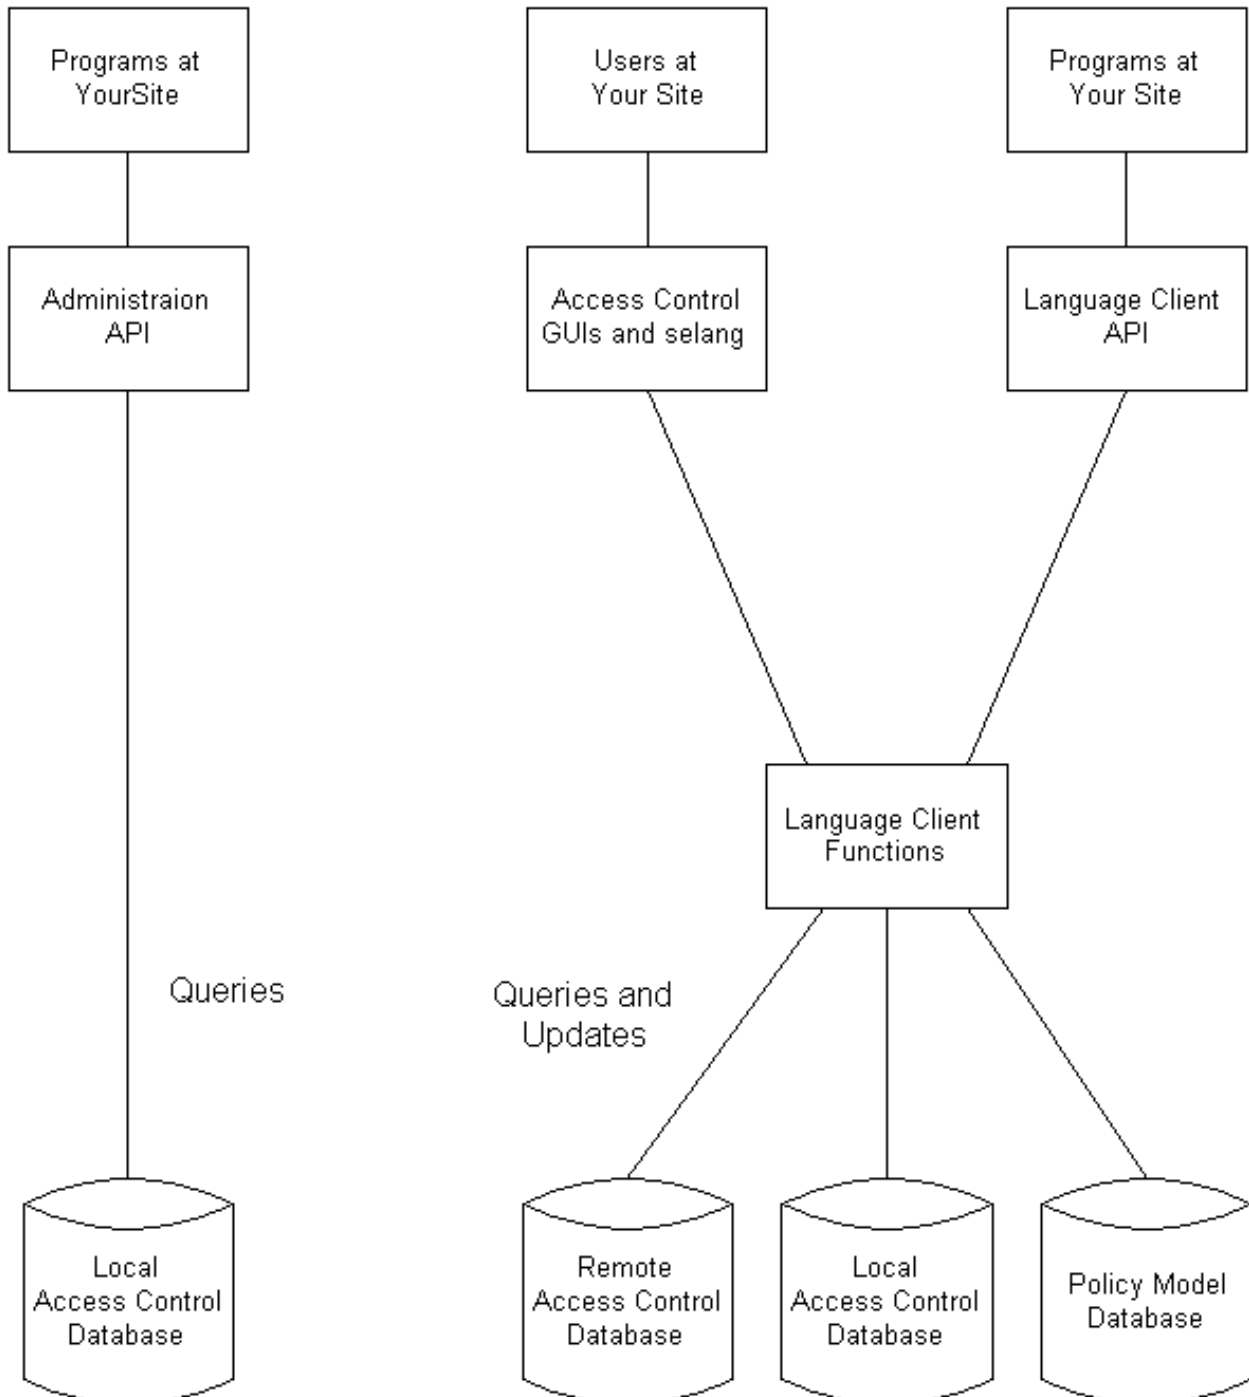 Programs at
YourSite
Users at
Your Site
Programs at
Your Site
Administraion
API
Access Control
GUIs and selang
Language Client
API
Language Client
Functions
Queries
Queries and
Updates
Local
Access Control
Database
Remote
Access Control
Database
Local
Access Control
Database
Policy Model
Database